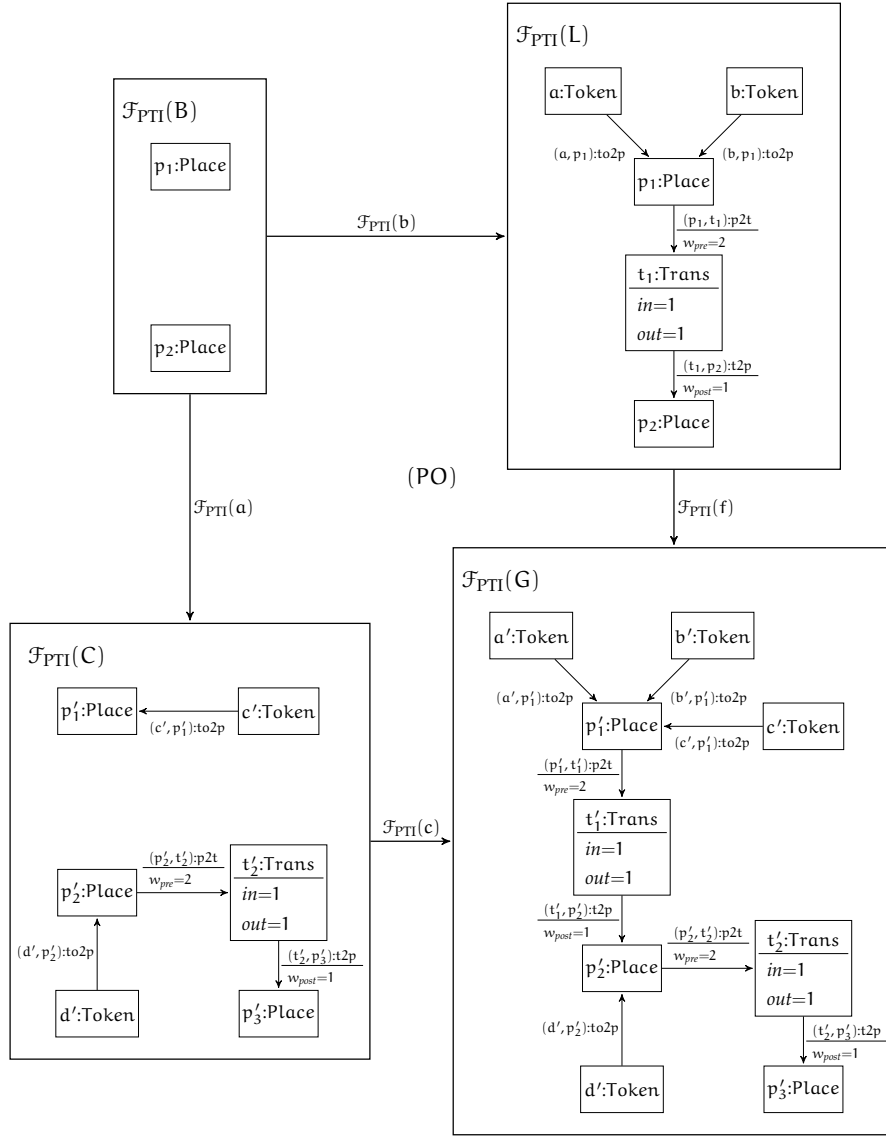 ℱ_PTI(L)
a:Token
b:Token
(a, p₁):to2p
(b, p₁):to2p
p₁:Place
(p₁, t₁):p2t
w_pre=2
t₁:Trans
in=1
out=1
(t₁, p₂):t2p
w_post=1
p₂:Place
ℱ_PTI(B)
p₁:Place
p₂:Place
ℱ_PTI(b)
(PO)
ℱ_PTI(a)
ℱ_PTI(f)
ℱ_PTI(C)
p′₁:Place
c′:Token
(c′, p′₁):to2p
p′₂:Place
(p′₂, t′₂):p2t
w_pre=2
t′₂:Trans
in=1
out=1
(d′, p′₂):to2p
(t′₂, p′₃):t2p
w_post=1
d′:Token
p′₃:Place
ℱ_PTI(c)
ℱ_PTI(G)
a′:Token
b′:Token
(a′, p′₁):to2p
(b′, p′₁):to2p
p′₁:Place
c′:Token
(c′, p′₁):to2p
(p′₁, t′₁):p2t
w_pre=2
t′₁:Trans
in=1
out=1
(t′₁, p′₂):t2p
w_post=1
p′₂:Place
(p′₂, t′₂):p2t
w_pre=2
t′₂:Trans
in=1
out=1
(d′, p′₂):to2p
(t′₂, p′₃):t2p
w_post=1
d′:Token
p′₃:Place